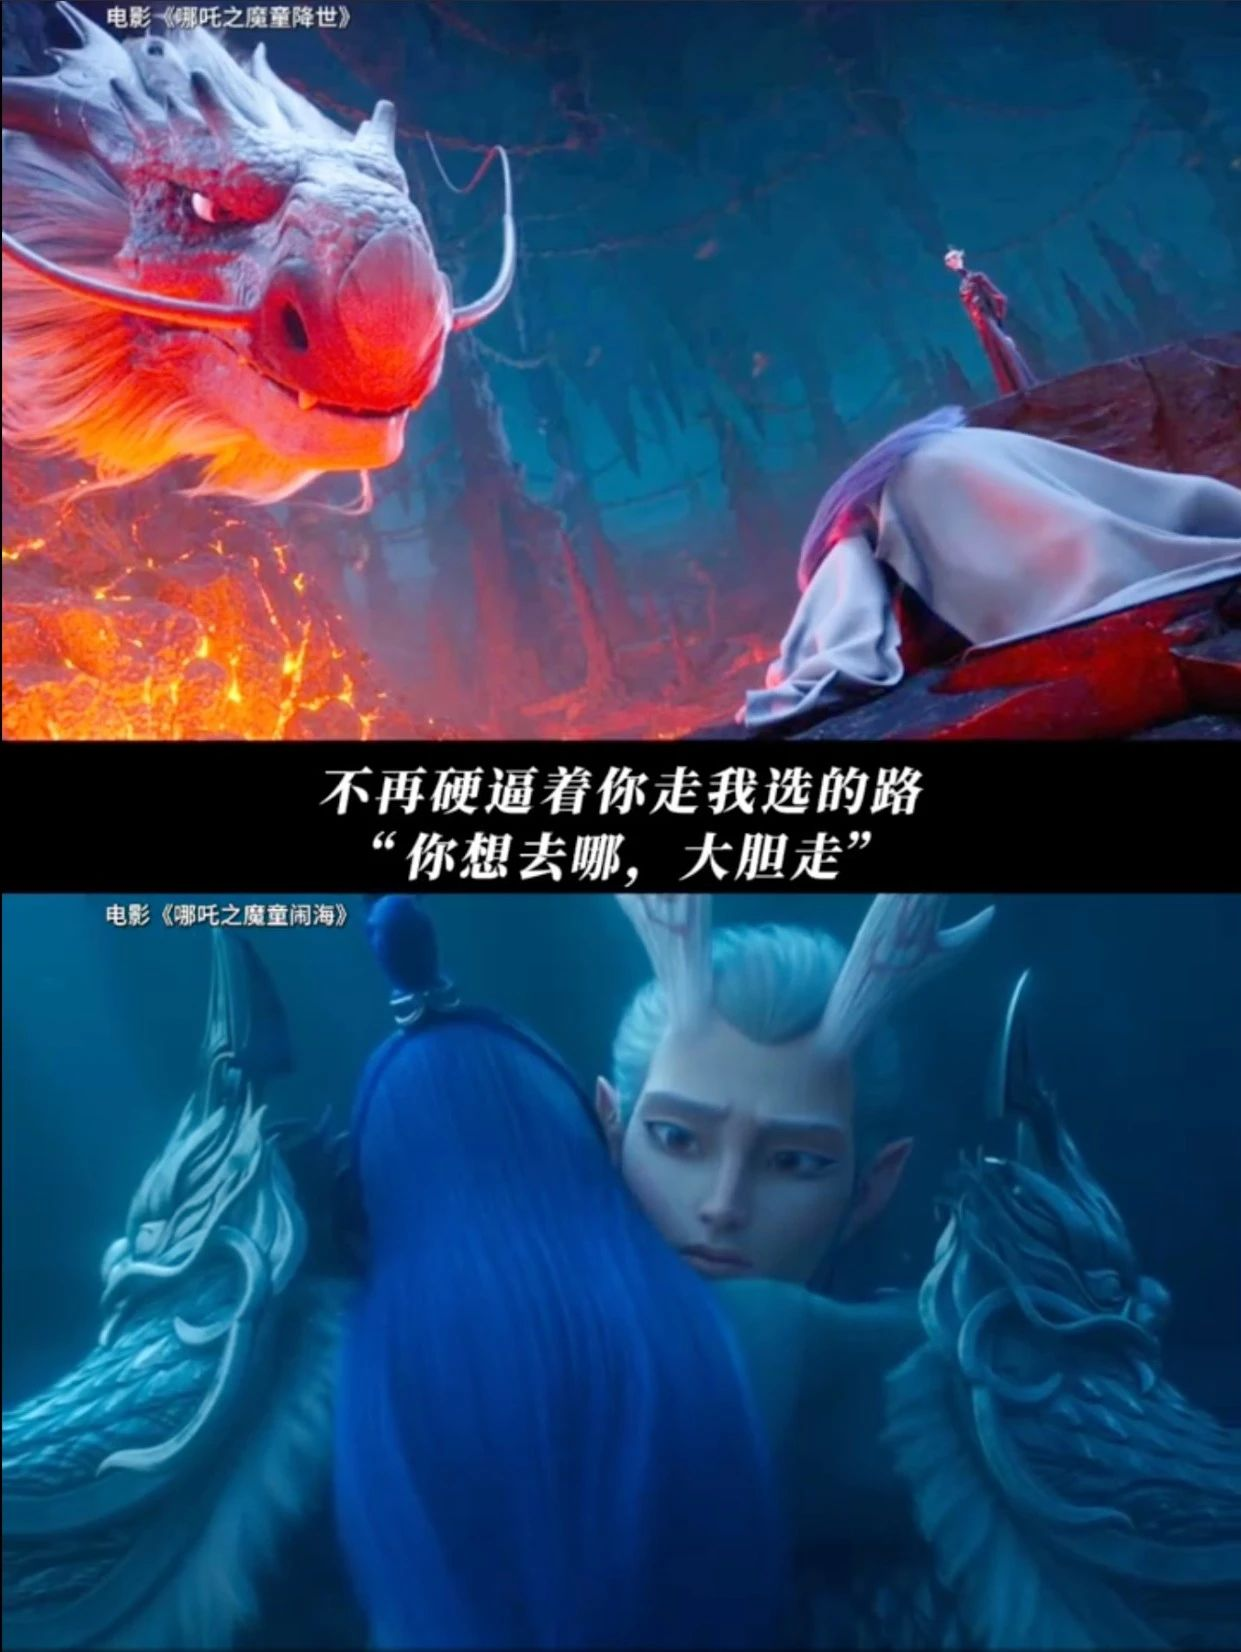 电影《哪吒之魔童降世》
不再硬逼着你走我选的路
“你想去哪，大胆走”
电影《哪吒之魔童闹海》